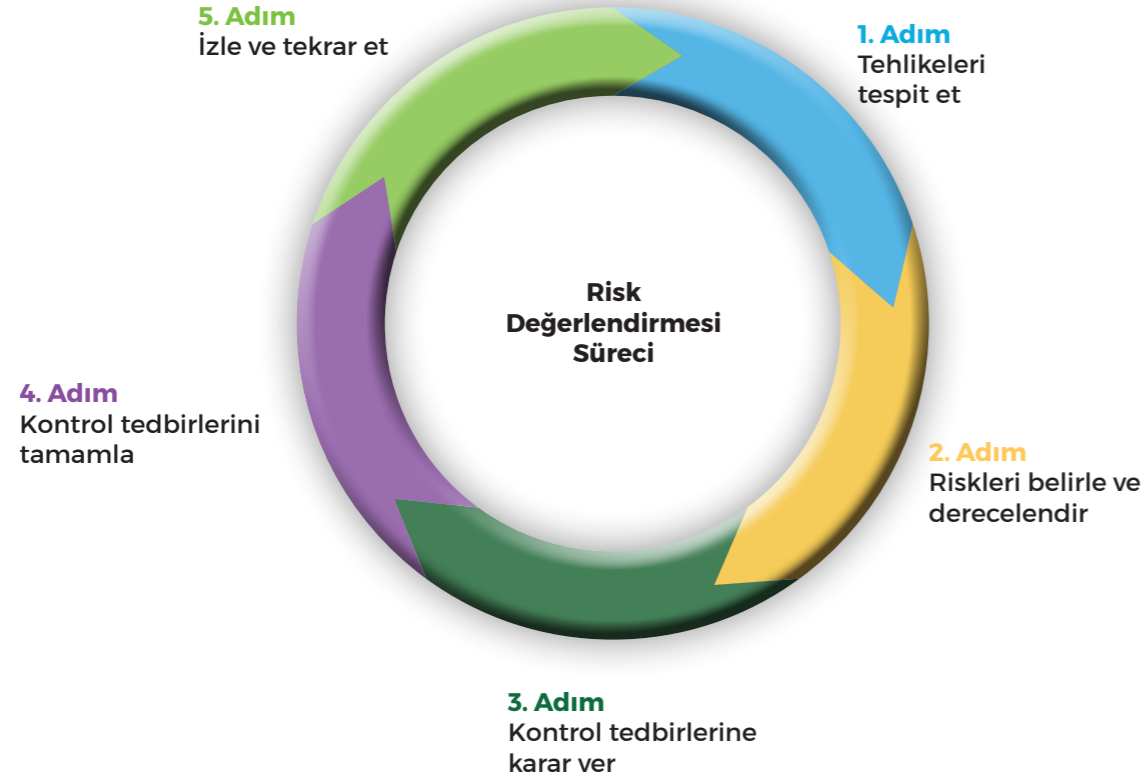 5. Adım
İzle ve tekrar et
1. Adım
Tehlikeleri
tespit et
Risk
Değerlendirmesi
Süreci
4. Adım
Kontrol tedbirlerini
tamamla
2. Adım
Riskleri belirle ve
derecelendir
3. Adım
Kontrol tedbirlerine
karar ver